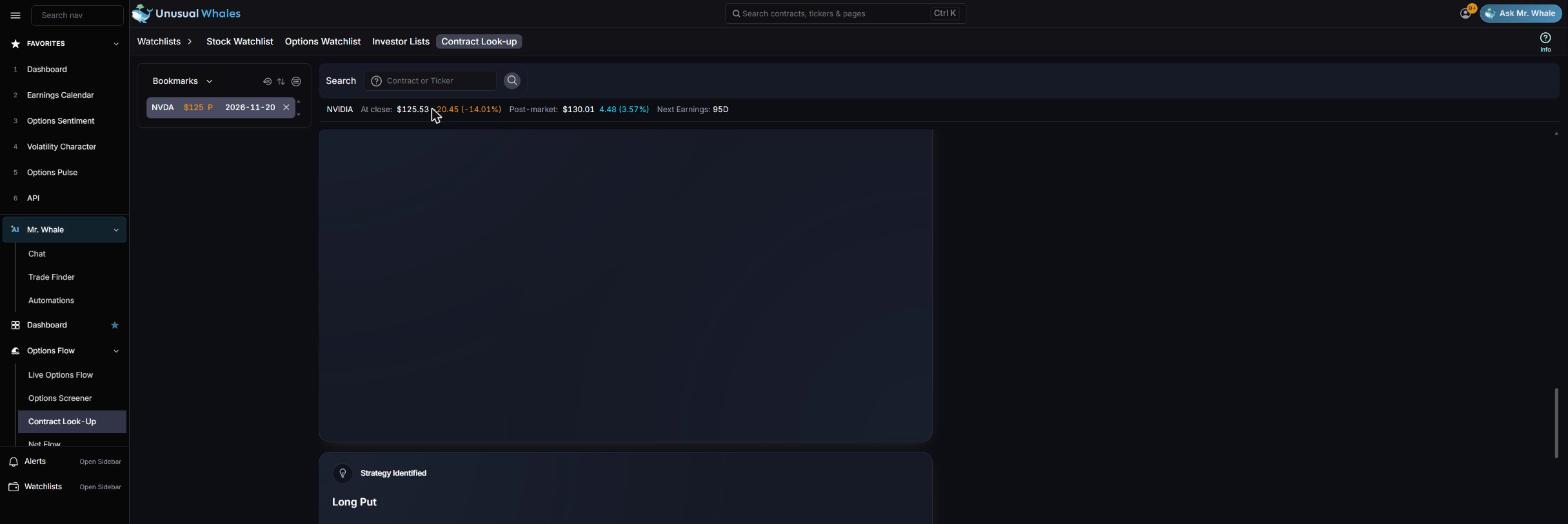 Search nav
Unusual Whales
Search contracts, tickers & pages
Ctrl K
9+
Ask Mr. Whale
FAVORITES
1 Dashboard
2 Earnings Calendar
3 Options Sentiment
4 Volatility Character
5 Options Pulse
6 API
AI Mr. Whale
Chat
Trade Finder
Automations
Dashboard
Options Flow
Live Options Flow
Options Screener
Contract Look-Up
Net Flow
Alerts Open Sidebar
Watchlists Open Sidebar
Watchlists > Stock Watchlist Options Watchlist Investor Lists Contract Look-up
Info
Bookmarks
NVDA $125 P 2026-11-20
Search Contract or Ticker
NVIDIA At close: $125.53 20.45 (-14.01%) Post-market: $130.01 4.48 (3.57%) Next Earnings: 95D
Strategy Identified
Long Put